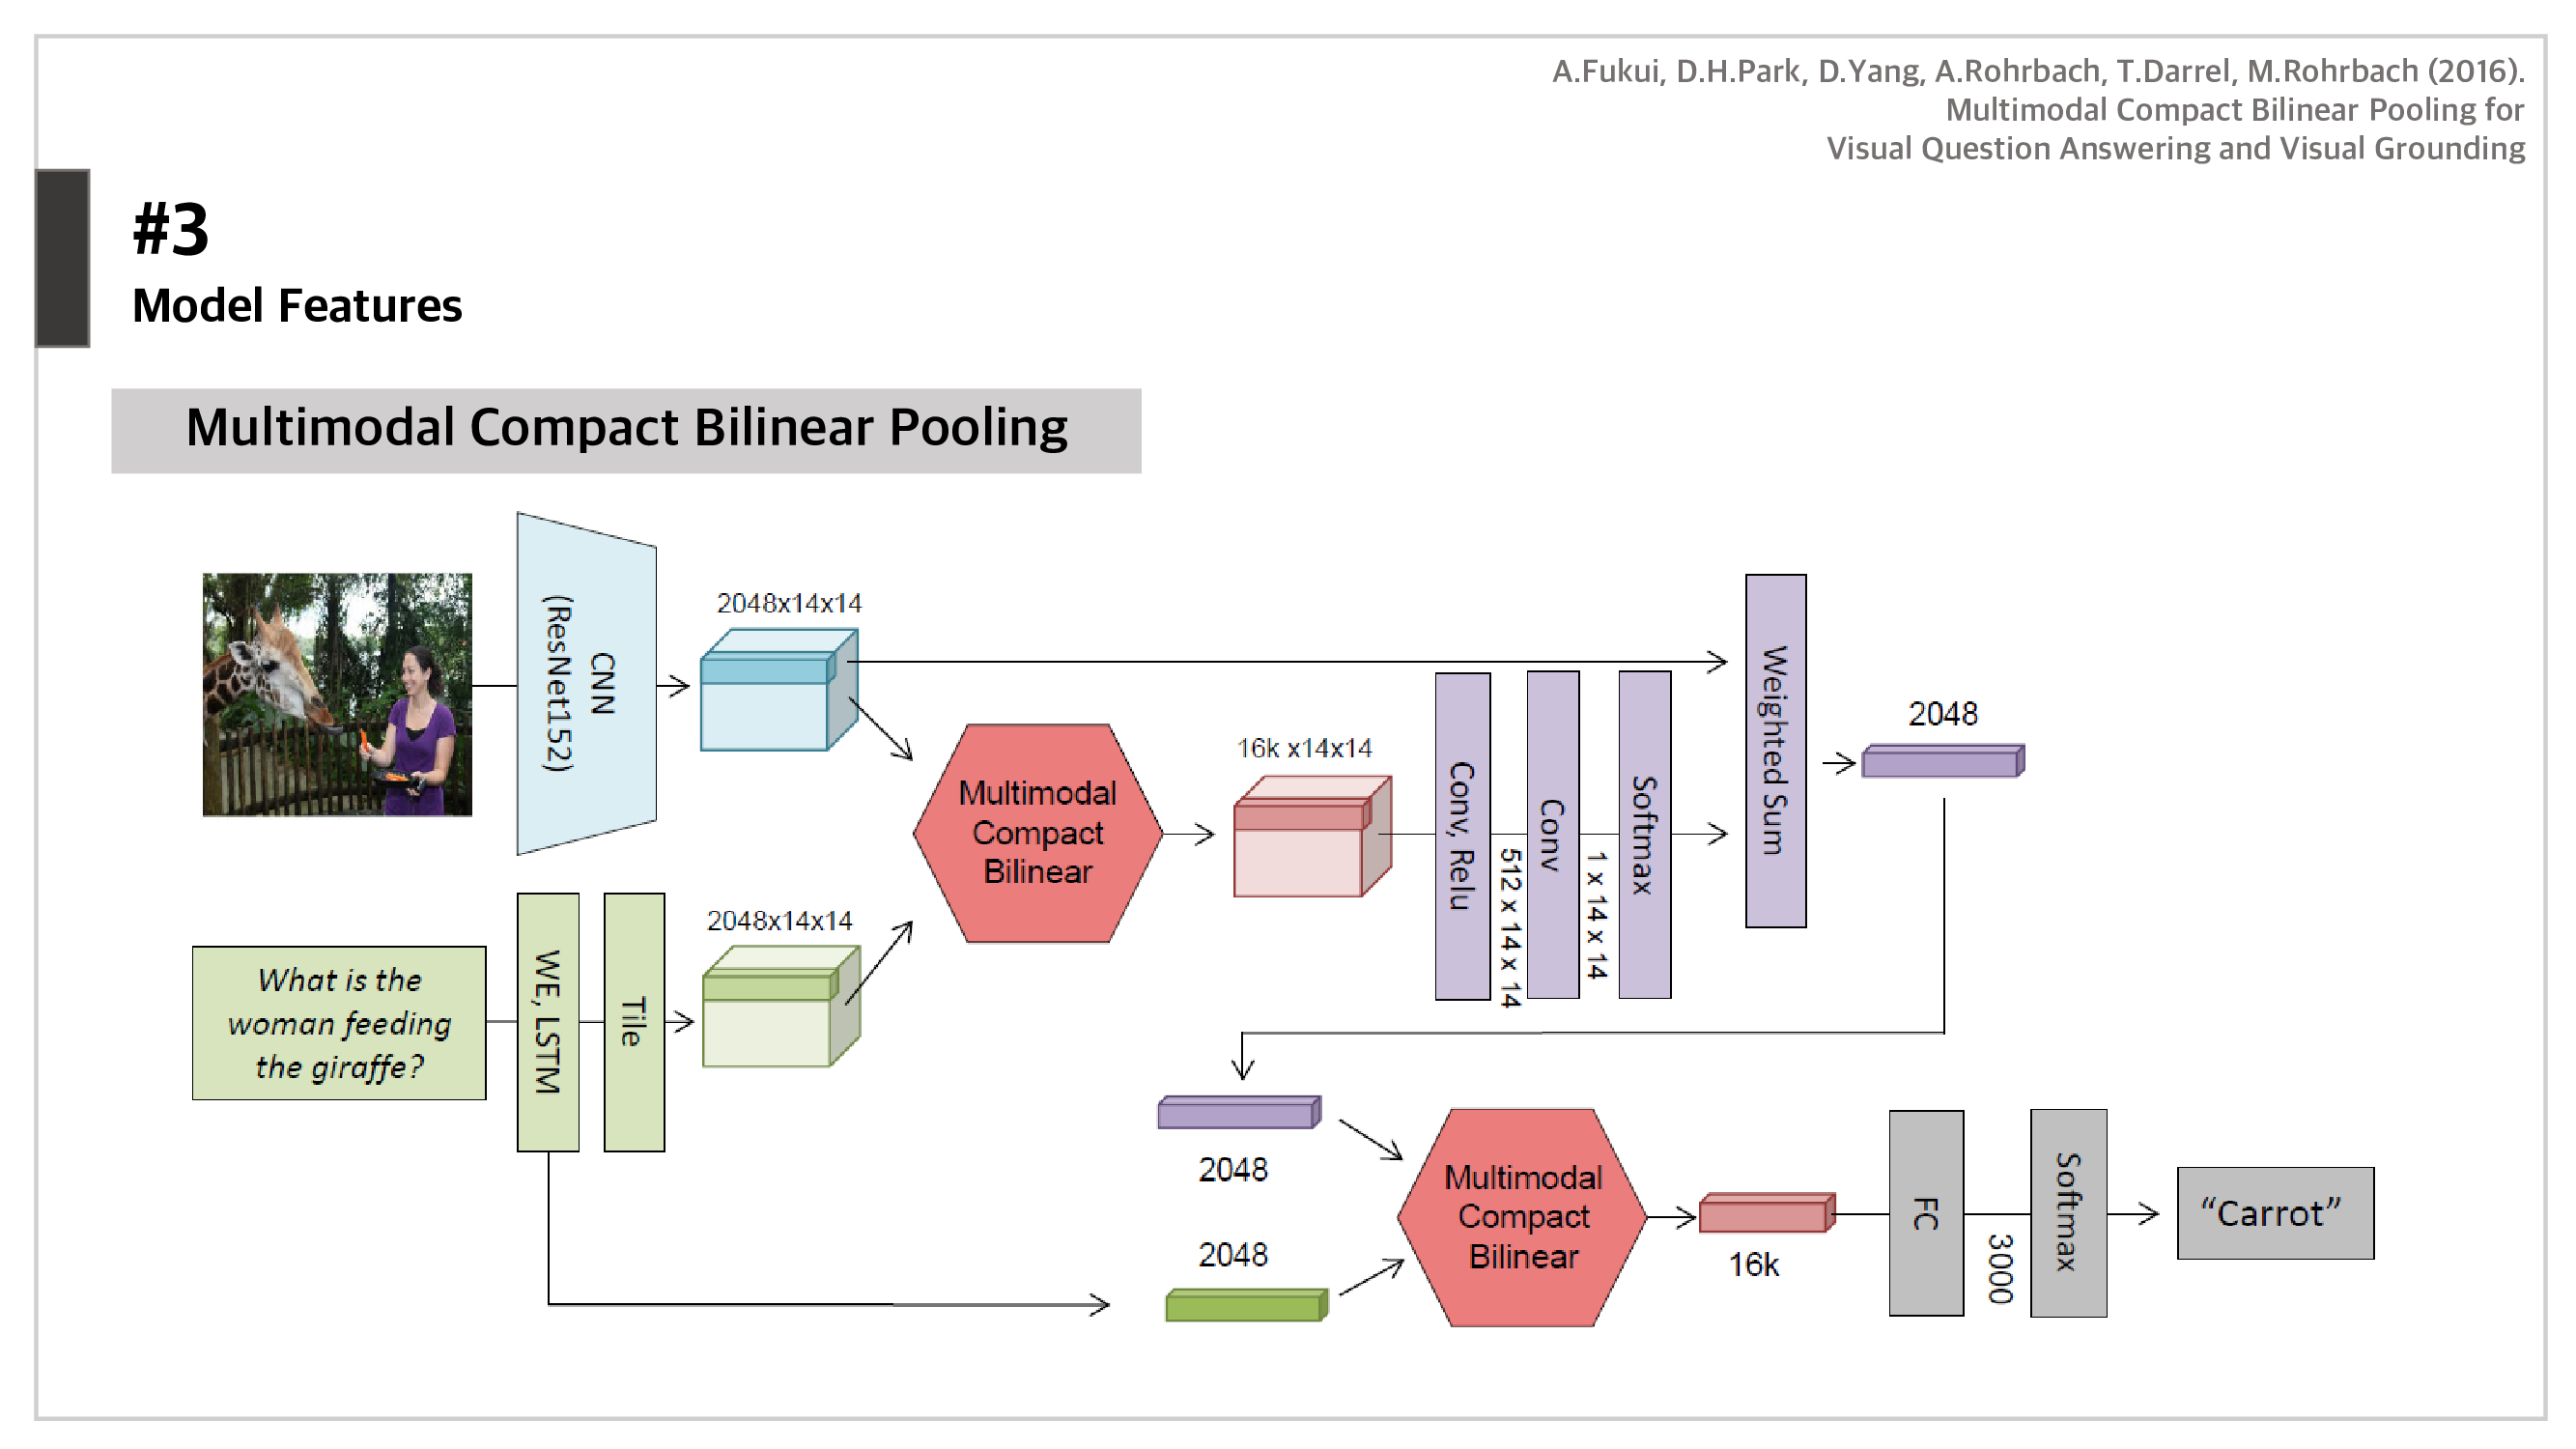 A.Fukui, D.H.Park, D.Yang, A.Rohrbach, T.Darrel, M.Rohrbach (2016).
Multimodal Compact Bilinear Pooling for
Visual Question Answering and Visual Grounding
#3
Model Features
Multimodal Compact Bilinear Pooling
CNN
(ResNet152)
2048x14x14
What is the
woman feeding
the giraffe?
WE, LSTM
Tile
2048x14x14
Multimodal
Compact
Bilinear
16k x14x14
Conv, Relu
512 x 14 x 14
Conv
1 x 14 x 14
Softmax
Weighted Sum
2048
2048
2048
Multimodal
Compact
Bilinear
16k
FC
3000
Softmax
“Carrot”